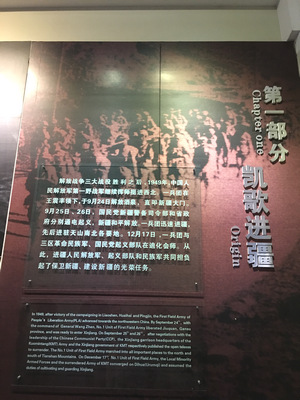 第一部分
Chapter one
凯歌进疆
Origin
解放战争三大战役胜利之后，1949年，中国人
民解放军第一野战军继续挥师挺进西北，一兵团在
王震率领下，于9月24日解放酒泉，直叩新疆大门。
9月25日、26日，国民党新疆警备司令部和省政
府分别通电起义，新疆和平解放。一兵团迅速进疆，
先后进驻天山南北各要地。12月17日，一兵团与
三区革命民族军、国民党起义部队在迪化会师，从
此，进疆人民解放军、起义部队和民族军共同担负
起了保卫新疆、建设新疆的光荣任务。
In 1949, after victory of the campaigning in Liaoshen, Huaihai and Pingjin, the First Field Army of
People's Liberation Army(PLA) advanced towards the northwestern China. By September 24th, with
the command of General Wang Zhen, No.1 Unit of First Field Army liberated Jiuquan, Gansu
province, and was ready to enter Xinjiang. On September 25th and 26th, after negotiations with the
leadership of the Chinese Communist Party(CCP), the Xinjiang garrison headquarters of the
Kuomintang(KMT) Army and the Xinjiang government of KMT respectively published the open telexes
to surrender. The No.1 Unit of First Field Army marched into all important places to the north and
south of Tianshan Mountains. On December 17th, No.1 Unit of First Field Army, the Local Minority
Armed Forces and the surrendered Army of KMT converged on Dihua(Urumqi) and assumed the
duties of cultivating and guarding Xinjiang.